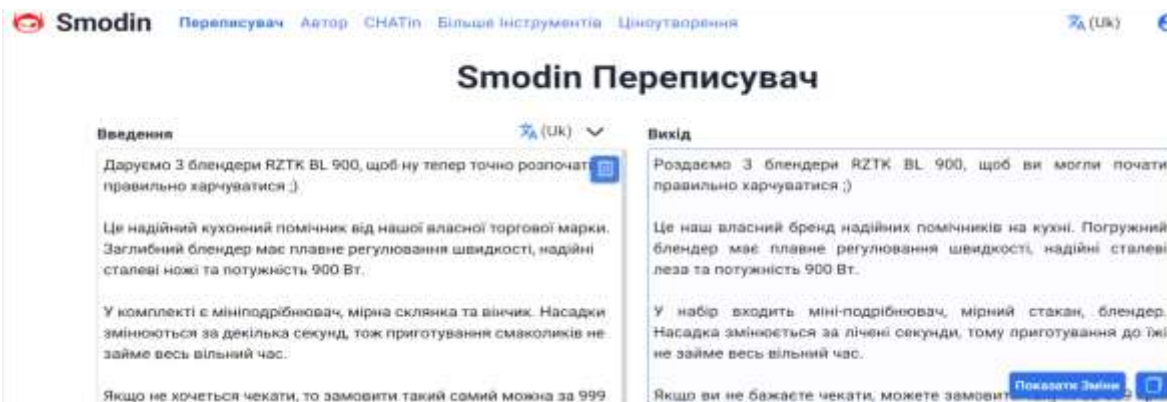 Smodin Переписувач Автор CHATin Більше Інструментів Ціноутворення (Uk)
Smodin Переписувач
Введення (Uk)
Даруємо 3 блендери RZTK BL 900, щоб ну тепер точно розпочат
правильно харчуватися ;)
Це надійний кухонний помічник від нашої власної торгової марки.
Заглибний блендер має плавне регулювання швидкості, надійні
сталеві ножі та потужність 900 Вт.
У комплекті є мініподрібнювач, мірна склянка та вінчик. Насадки
змінюються за декілька секунд, тож приготування смаколиків не
займе весь вільний час.
Якщо не хочеться чекати, то замовити такий самий можна за 999
Вихід
Роздаємо 3 блендери RZTK BL 900, щоб ви могли почати
правильно харчуватися ;)
Це наш власний бренд надійних помічників на кухні. Погружний
блендер має плавне регулювання швидкості, надійні сталеві
леза та потужність 900 Вт.
У набір входить міні-подрібнювач, мірний стакан, блендер.
Насадка змінюється за лічені секунди, тому приготування до їжі
не займе весь вільний час.
Якщо ви не бажаєте чекати, можете замовит
Показати Зміни